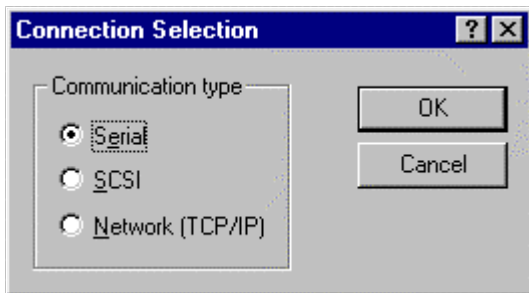 Connection Selection
Communication type
Serial
SCSI
Network (TCP/IP)
OK
Cancel